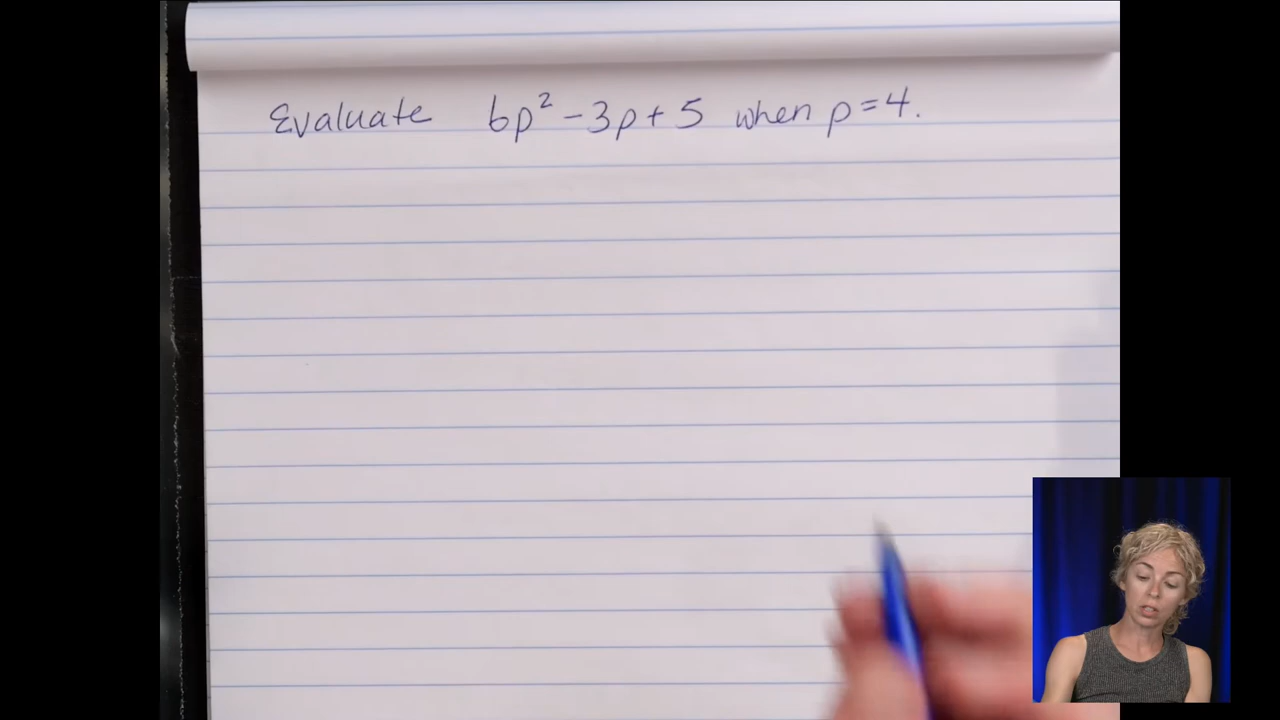 Evaluate 6p² - 3p + 5 when p = 4.